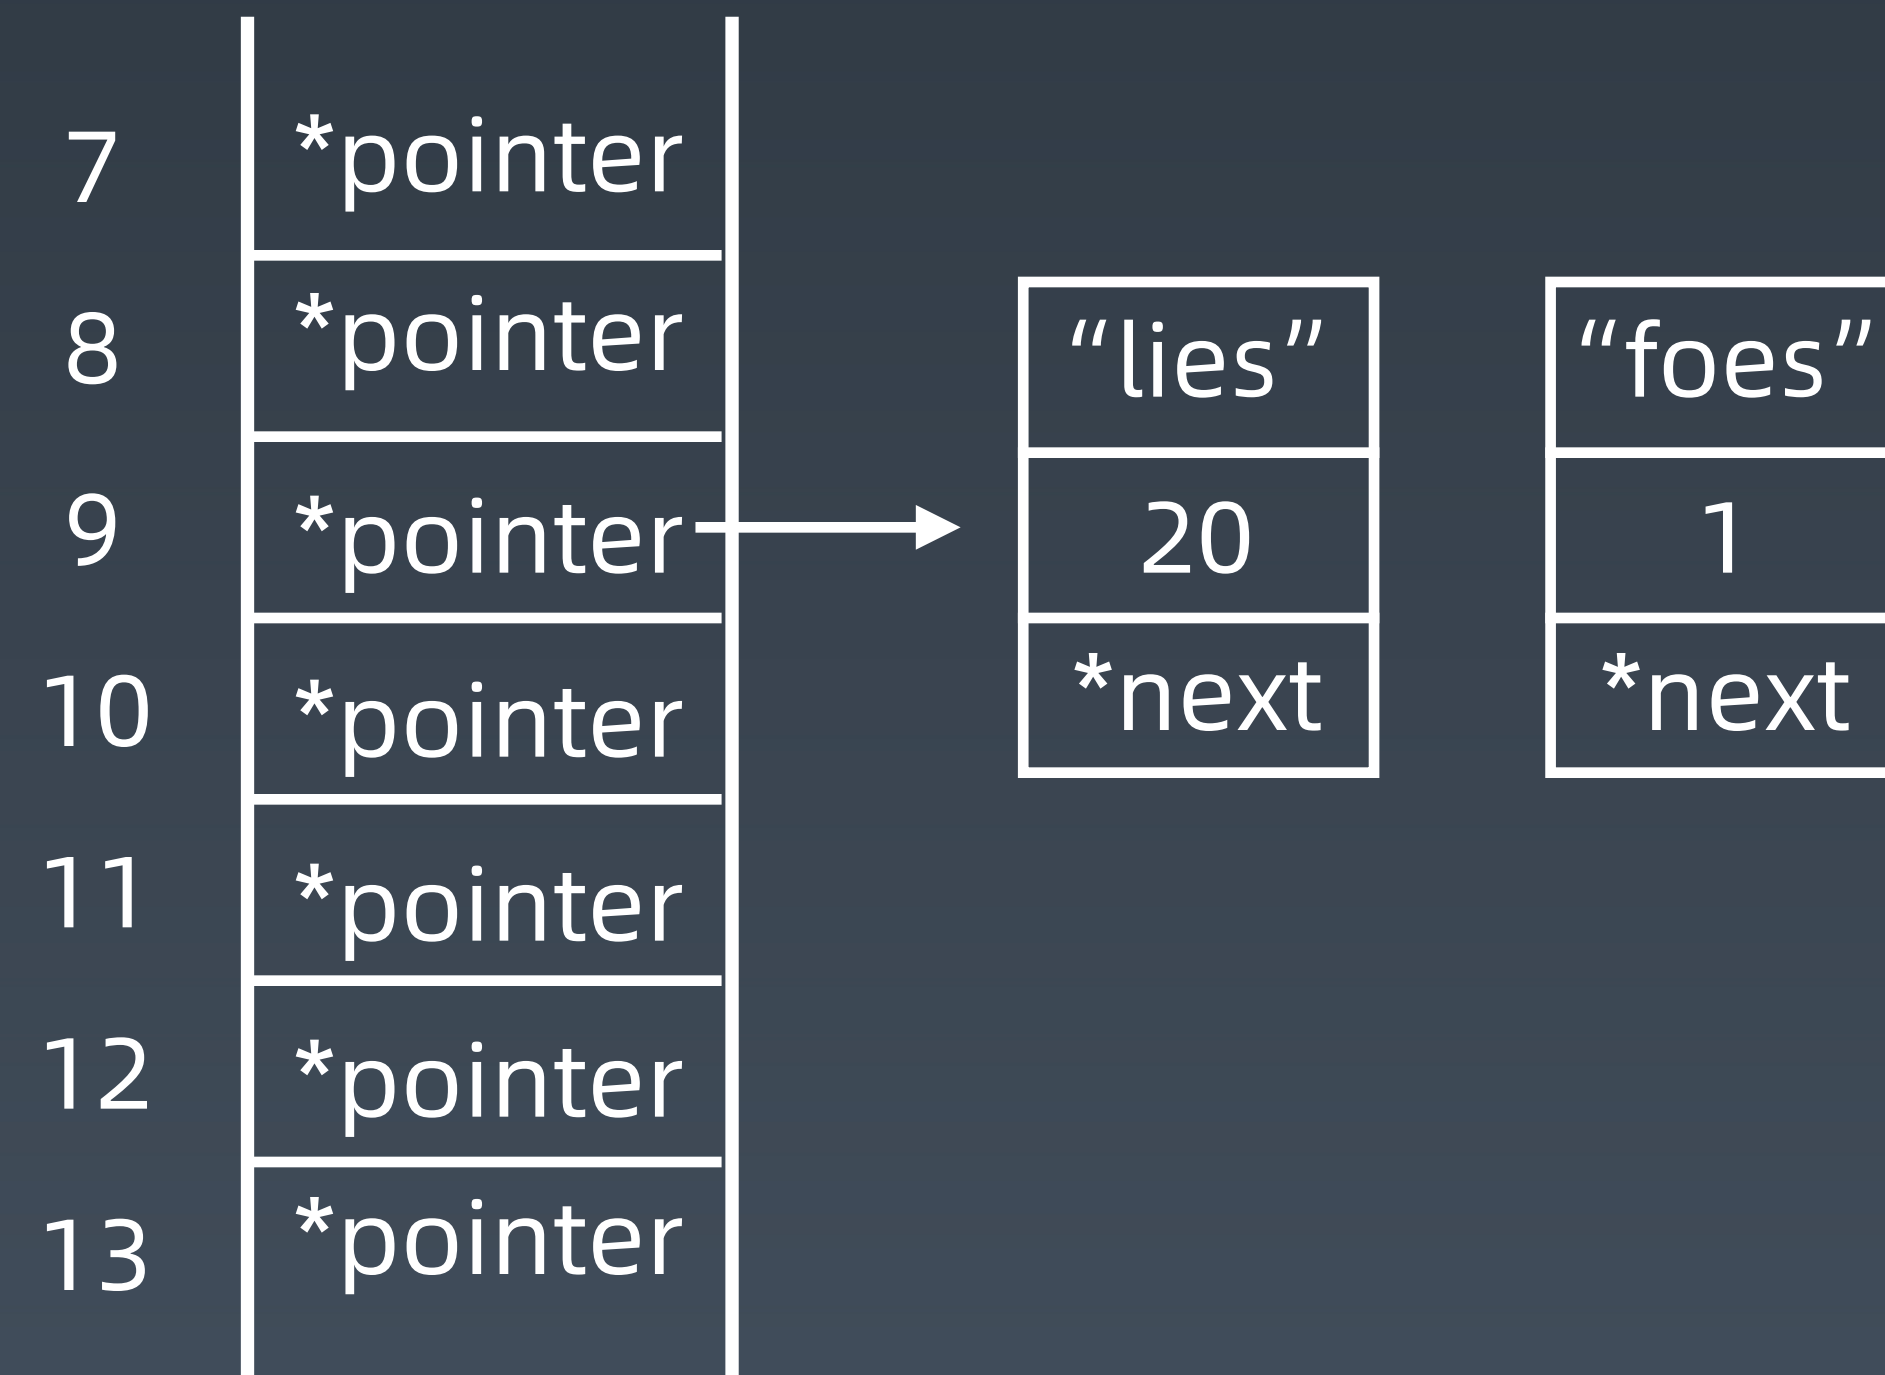 7 *pointer
8 *pointer “lies” “foes”
9 *pointer 20 1
10 *pointer *next *next
11 *pointer
12 *pointer
13 *pointer